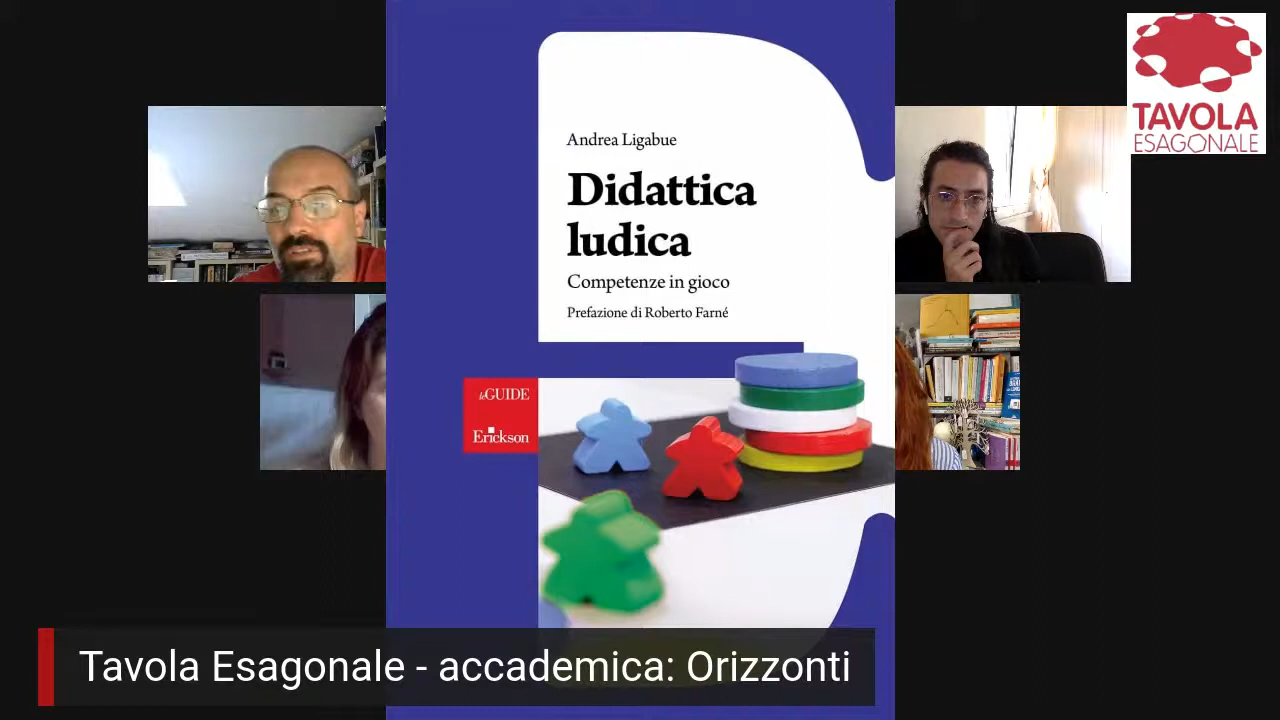 TAVOLA
ESAGONALE
Andrea Ligabue
Didattica
ludica
Competenze in gioco
Prefazione di Roberto Farné
le GUIDE
Erickson
Tavola Esagonale - accademica: Orizzonti